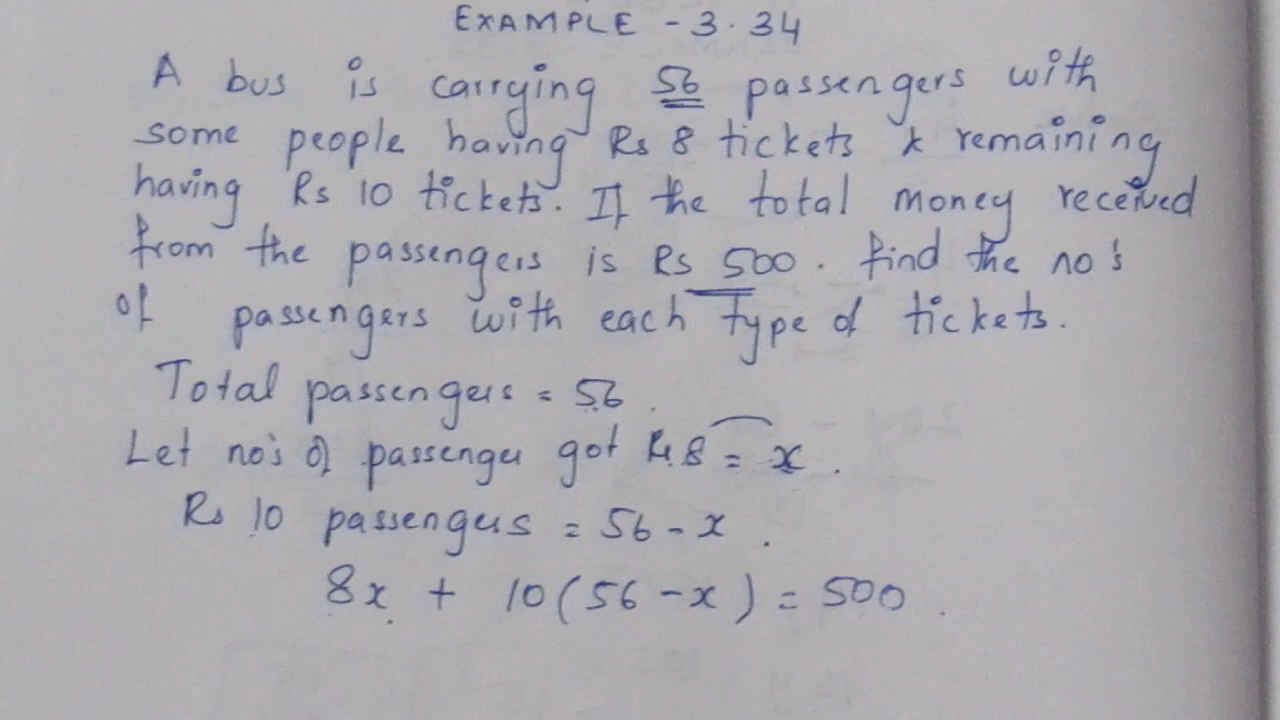 EXAMPLE - 3.34
A bus is carrying 56 passengers with
some people having Rs 8 tickets & remaining
having Rs 10 tickets. If the total money received
from the passengers is Rs 500. find the no's
of passengers with each type of tickets.
Total passengers = 56.
Let no's of passenger got Rs 8 = x.
Rs 10 passengers = 56 - x.
8x + 10(56 - x) = 500.